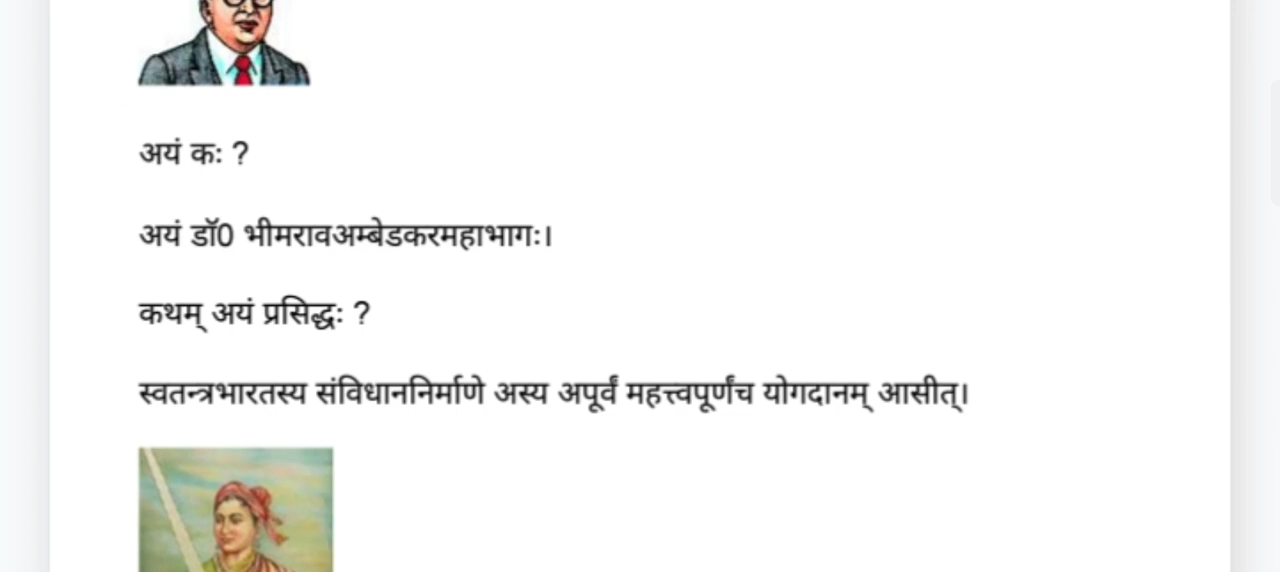 अयं कः ?
अयं डॉ0 भीमरावअम्बेडकरमहाभागः।
कथम् अयं प्रसिद्धः ?
स्वतन्त्रभारतस्य संविधाननिर्माणे अस्य अपूर्वं महत्त्वपूर्णंच योगदानम् आसीत्।